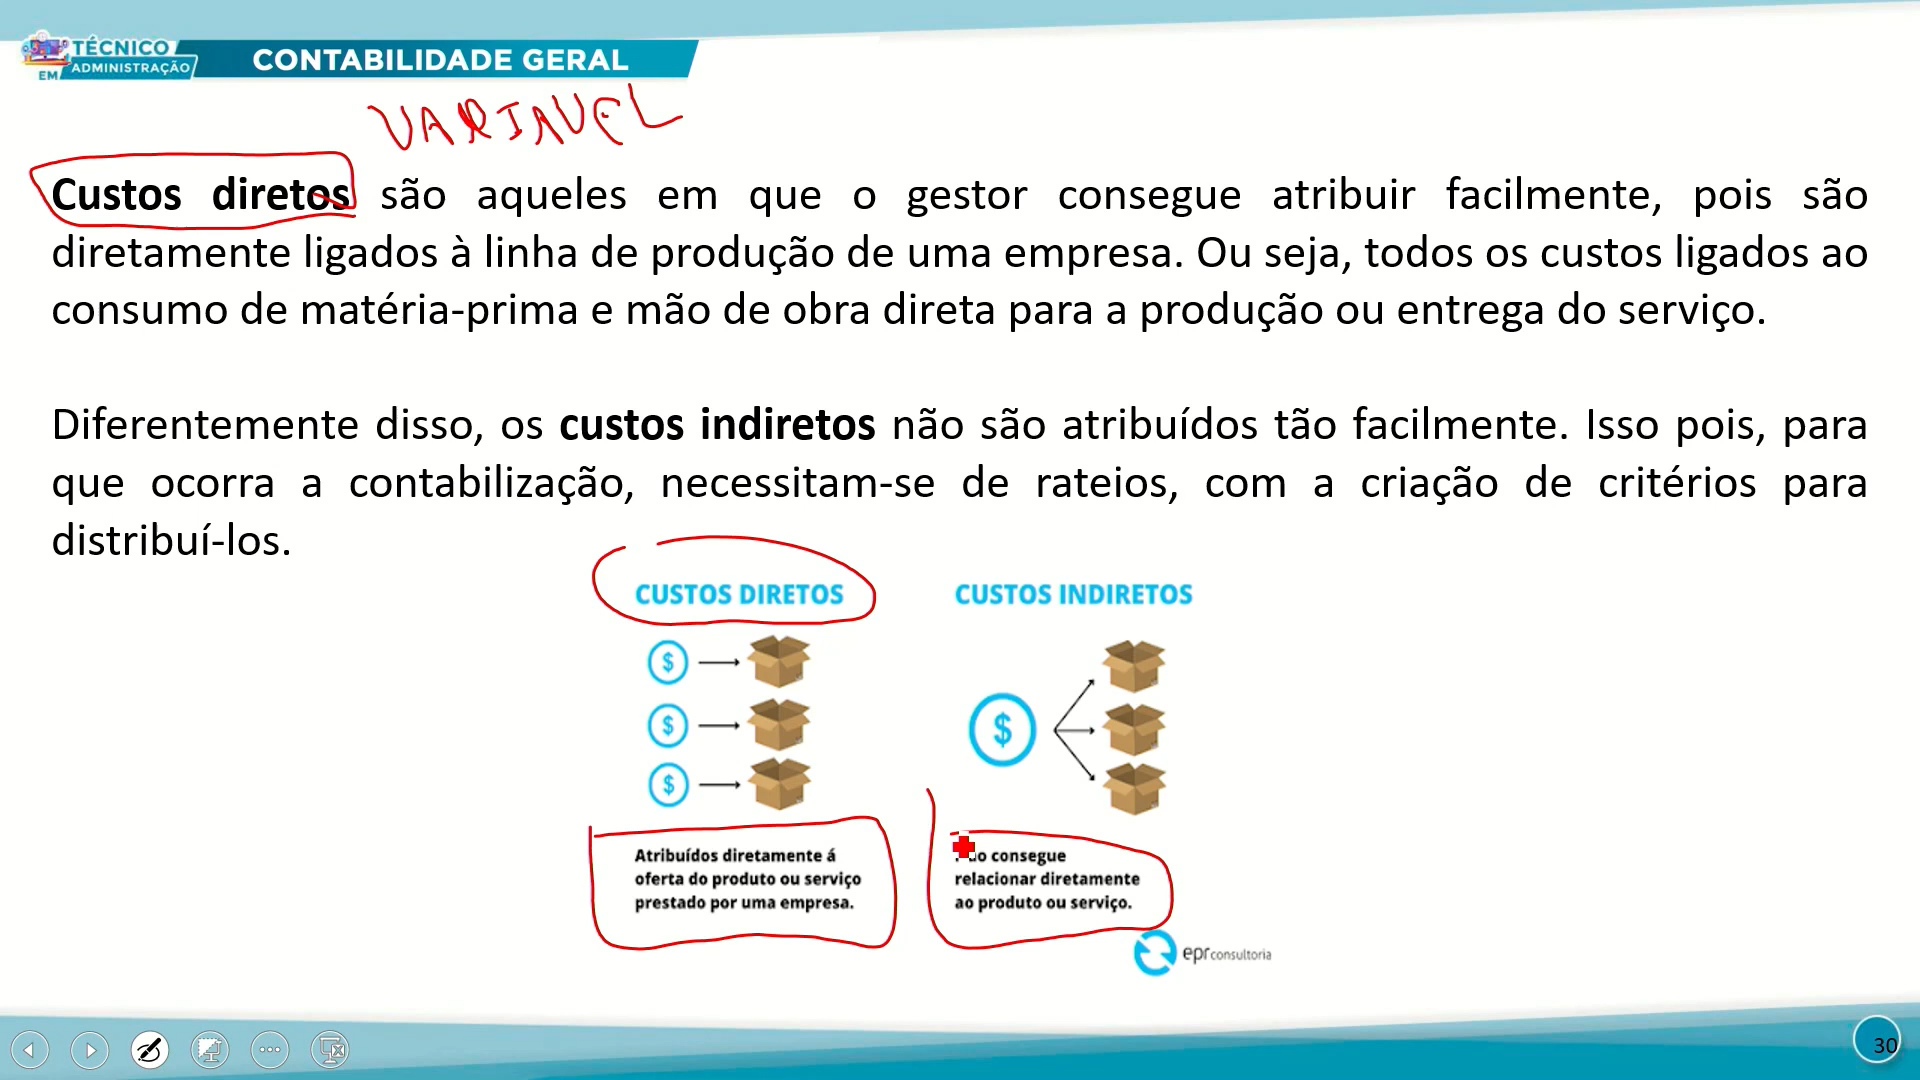 TÉCNICO
EM ADMINISTRAÇÃO
CONTABILIDADE GERAL
VARIAVEL
Custos diretos são aqueles em que o gestor consegue atribuir facilmente, pois são
diretamente ligados à linha de produção de uma empresa. Ou seja, todos os custos ligados ao
consumo de matéria-prima e mão de obra direta para a produção ou entrega do serviço.
Diferentemente disso, os custos indiretos não são atribuídos tão facilmente. Isso pois, para
que ocorra a contabilização, necessitam-se de rateios, com a criação de critérios para
distribuí-los.
CUSTOS DIRETOS
$
$
$
Atribuídos diretamente á
oferta do produto ou serviço
prestado por uma empresa.
CUSTOS INDIRETOS
$
consegue
relacionar diretamente
ao produto ou serviço.
epr consultoria
30